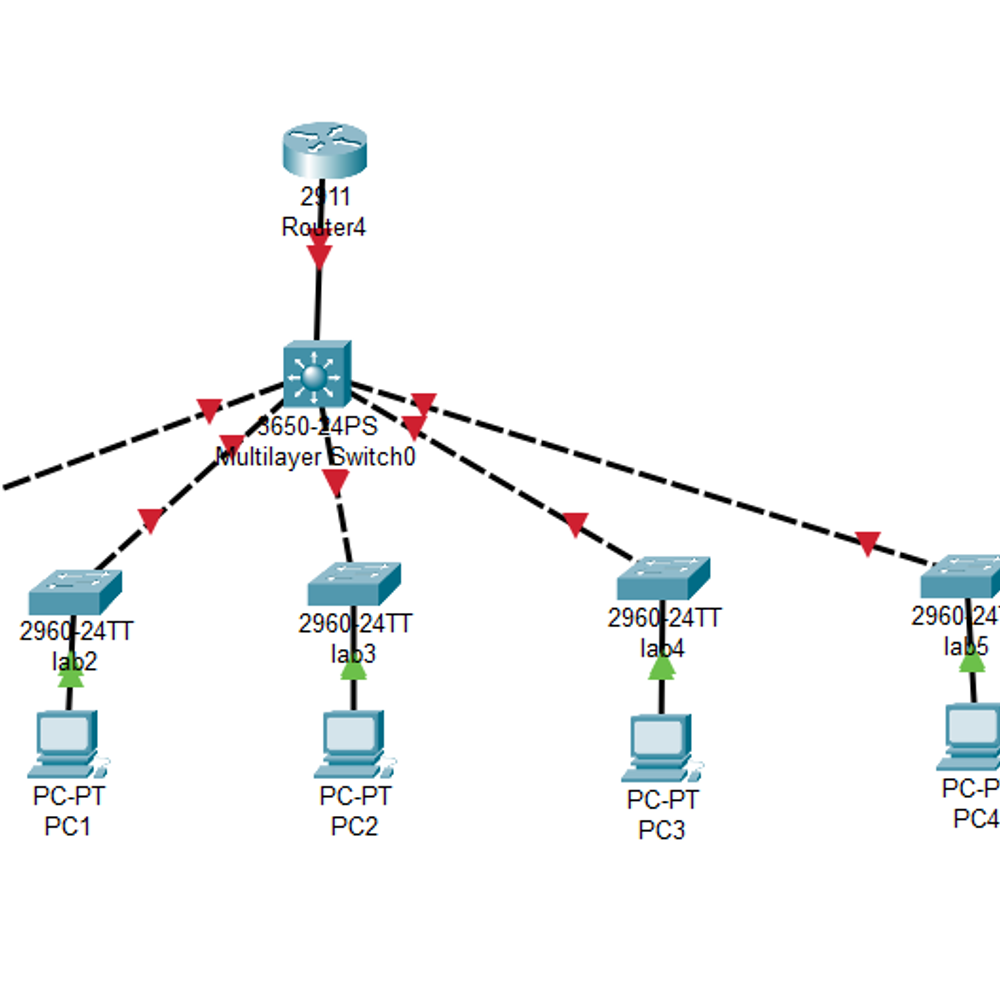 2911
Router4
3650-24PS
Multilayer Switch0
2960-24TT
lab2
2960-24TT
lab3
2960-24TT
lab4
2960-24T
lab5
PC-PT
PC1
PC-PT
PC2
PC-PT
PC3
PC-P
PC4